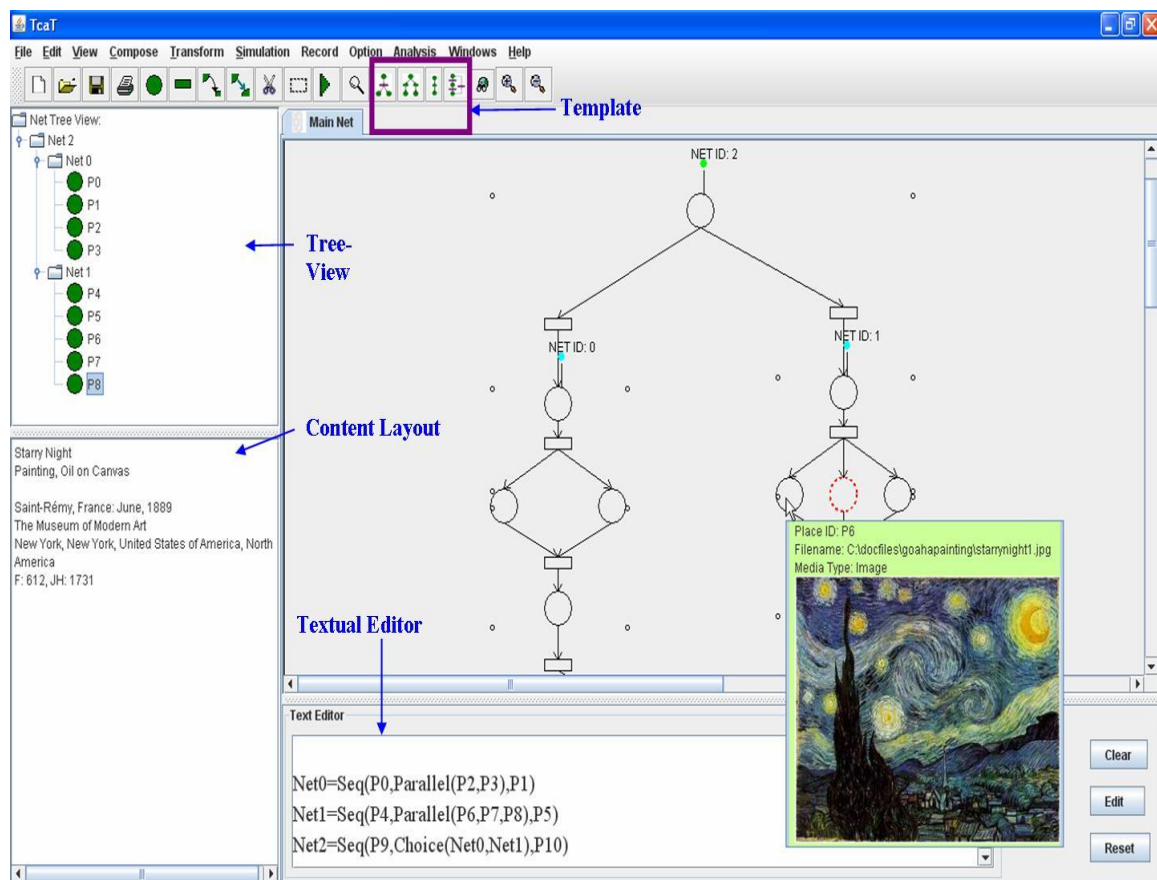 TcaT
File Edit View Compose Transform Simulation Record Option Analysis Windows Help
Template
Net Tree View:
Net 2
Net 0
P0
P1
P2
P3
Net 1
P4
P5
P6
P7
P8
Tree-
View
Content Layout
Starry Night
Painting, Oil on Canvas
Saint-Rémy, France: June, 1889
The Museum of Modern Art
New York, New York, United States of America, North
America
F: 612, JH: 1731
Main Net
NET ID: 2
NET ID: 0
NET ID: 1
Place ID: P6
Filename: C:\docfiles\goahapainting\starrynight1.jpg
Media Type: Image
Textual Editor
Text Editor
Net0=Seq(P0,Parallel(P2,P3),P1)
Net1=Seq(P4,Parallel(P6,P7,P8),P5)
Net2=Seq(P9,Choice(Net0,Net1),P10)
Clear
Edit
Reset